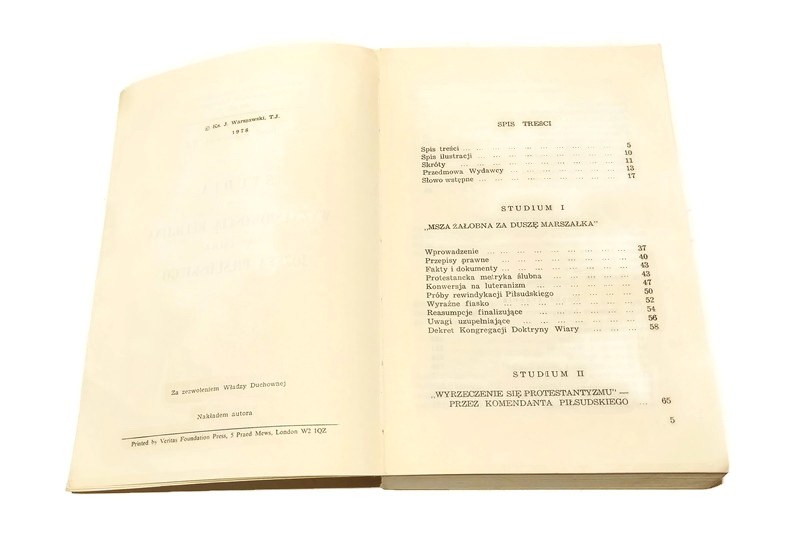 © Ks. J. Warszawski, T.J.
1978
Za zezwoleniem Władzy Duchownej
Nakładem autora
Printed by Veritas Foundation Press, 5 Praed Mews, London W2 1QZ
SPIS TREŚCI
Spis treści ... 5
Spis ilustracji ... 10
Skróty ... 11
Przedmowa Wydawcy ... 13
Słowo wstępne ... 17
STUDIUM I
„MSZA ŻAŁOBNA ZA DUSZĘ MARSZAŁKA"
Wprowadzenie ... 37
Przepisy prawne ... 40
Fakty i dokumenty ... 43
Protestancka metryka ślubna ... 43
Konwersja na luteranizm ... 47
Próby rewindykacji Piłsudskiego ... 50
Wyraźne fiasko ... 52
Reasumpcje finalizujące ... 54
Uwagi uzupełniające ... 56
Dekret Kongregacji Doktryny Wiary ... 58
STUDIUM II
„WYRZECZENIE SIĘ PROTESTANTYZMU" —
PRZEZ KOMENDANTA PIŁSUDSKIEGO ... 65
5